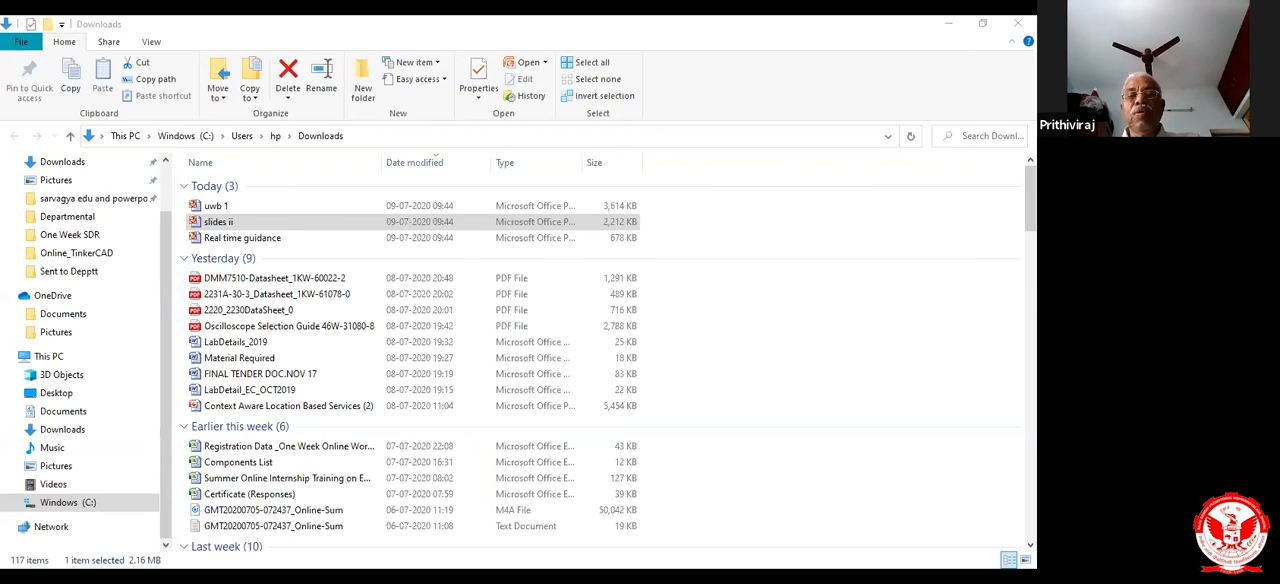 Downloads
File Home Share View
Pin to Quick access
Copy
Paste
Cut
Copy path
Paste shortcut
Clipboard
Move to
Copy to
Delete
Rename
Organize
New folder
New item
Easy access
New
Properties
Open
Edit
History
Open
Select all
Select none
Invert selection
Select
This PC > Windows (C:) > Users > hp > Downloads
Search Downl...
Downloads
Pictures
sarvagya edu and powerpo
Departmental
One Week SDR
Online_TinkerCAD
Sent to Depptt
OneDrive
Documents
Pictures
This PC
3D Objects
Desktop
Documents
Downloads
Music
Pictures
Videos
Windows (C:)
Network
Name Date modified Type Size
Today (3)
uwb 1 09-07-2020 09:44 Microsoft Office P... 3,614 KB
slides ii 09-07-2020 09:44 Microsoft Office P... 2,212 KB
Real time guidance 09-07-2020 09:44 Microsoft Office P... 678 KB
Yesterday (9)
DMM7510-Datasheet_1KW-60022-2 08-07-2020 20:48 PDF File 1,291 KB
2231A-30-3_Datasheet_1KW-61078-0 08-07-2020 20:02 PDF File 489 KB
2220_2230DataSheet_0 08-07-2020 20:01 PDF File 716 KB
Oscilloscope Selection Guide 46W-31080-8 08-07-2020 19:42 PDF File 2,788 KB
LabDetails_2019 08-07-2020 19:32 Microsoft Office ... 25 KB
Material Required 08-07-2020 19:27 Microsoft Office ... 18 KB
FINAL TENDER DOC.NOV 17 08-07-2020 19:19 Microsoft Office ... 83 KB
LabDetail_EC_OCT2019 08-07-2020 19:15 Microsoft Office ... 22 KB
Context Aware Location Based Services (2) 08-07-2020 11:04 Microsoft Office P... 5,454 KB
Earlier this week (6)
Registration Data _One Week Online Wor... 07-07-2020 22:08 Microsoft Office E... 43 KB
Components List 07-07-2020 16:31 Microsoft Office E... 12 KB
Summer Online Internship Training on E... 07-07-2020 08:02 Microsoft Office E... 127 KB
Certificate (Responses) 07-07-2020 07:59 Microsoft Office E... 39 KB
GMT20200705-072437_Online-Sum 06-07-2020 11:19 M4A File 50,042 KB
GMT20200705-072437_Online-Sum 06-07-2020 11:08 Text Document 19 KB
Last week (10)
117 items 1 item selected 2.16 MB
Prithiviraj